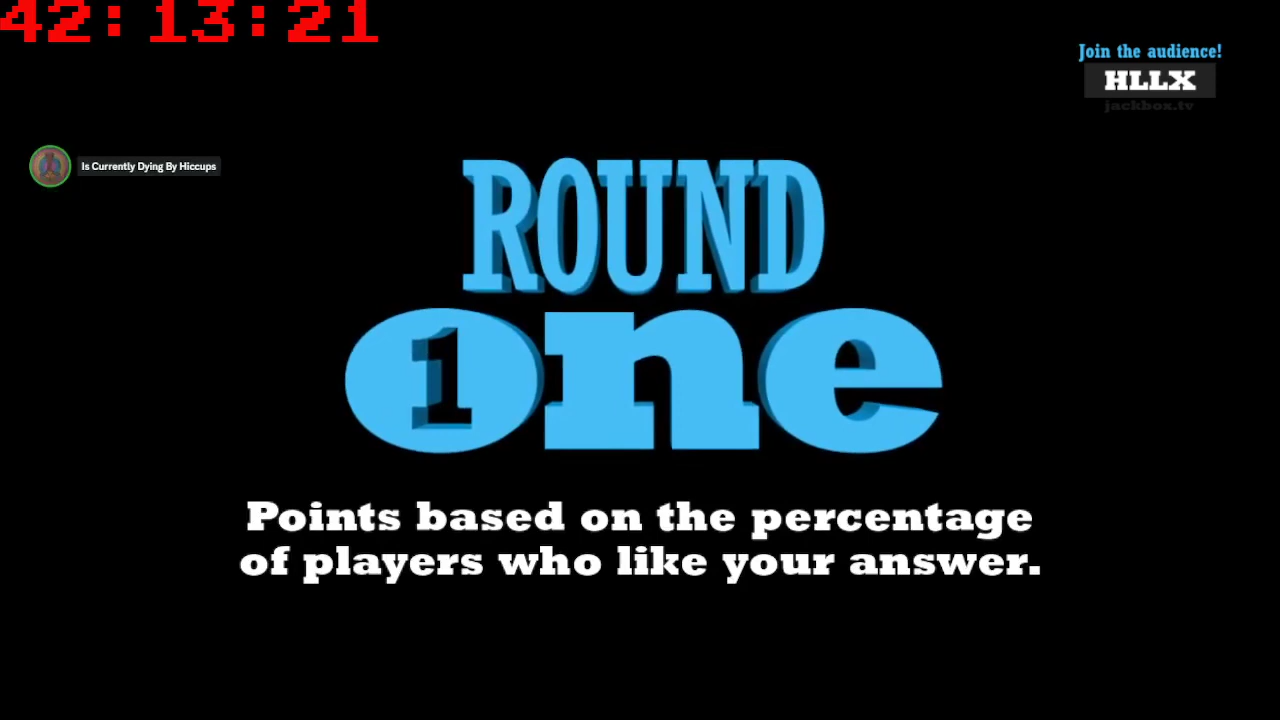 42:13:21
Join the audience!
HLLX
jackbox.tv
Is Currently Dying By Hiccups
ROUND
One
1
Points based on the percentage
of players who like your answer.